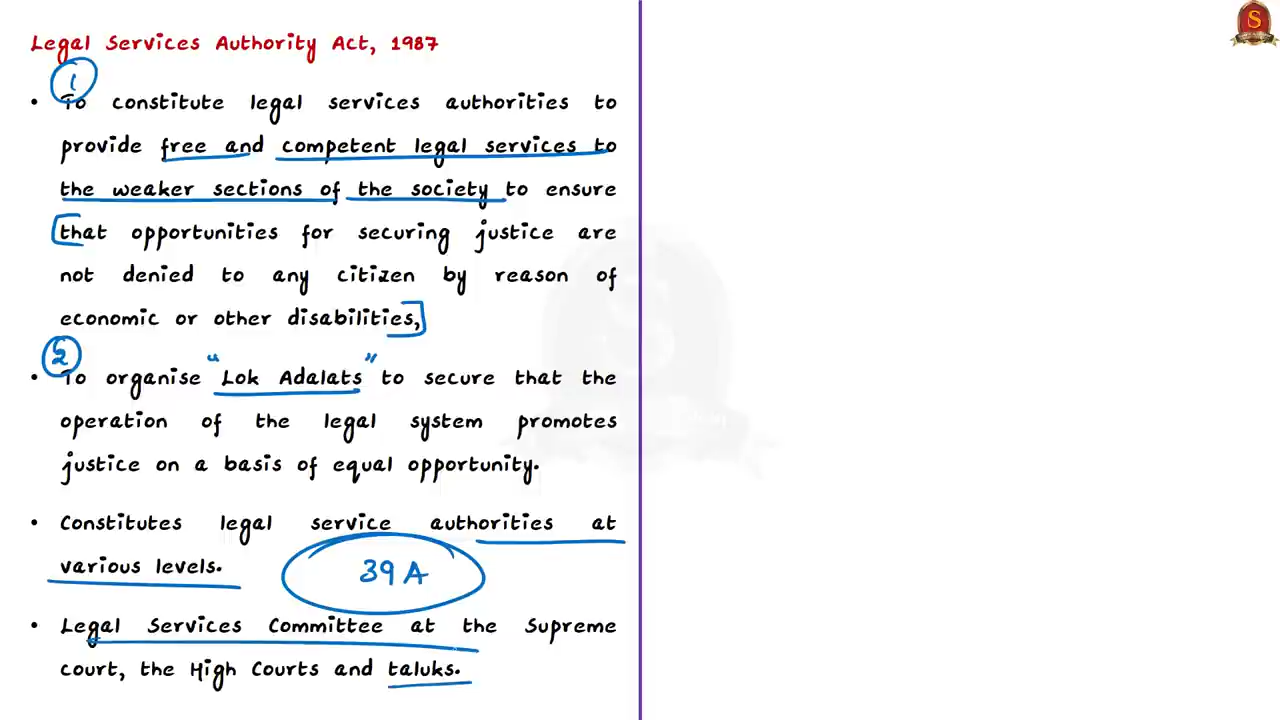 Legal Services Authority Act, 1987
1
• To constitute legal services authorities to
provide free and competent legal services to
the weaker sections of the society to ensure
that opportunities for securing justice are
not denied to any citizen by reason of
economic or other disabilities,
2
• To organise "Lok Adalats" to secure that the
operation of the legal system promotes
justice on a basis of equal opportunity.
• Constitutes legal service authorities at
various levels.
39 A
• Legal Services Committee at the Supreme
court, the High Courts and taluks.
S